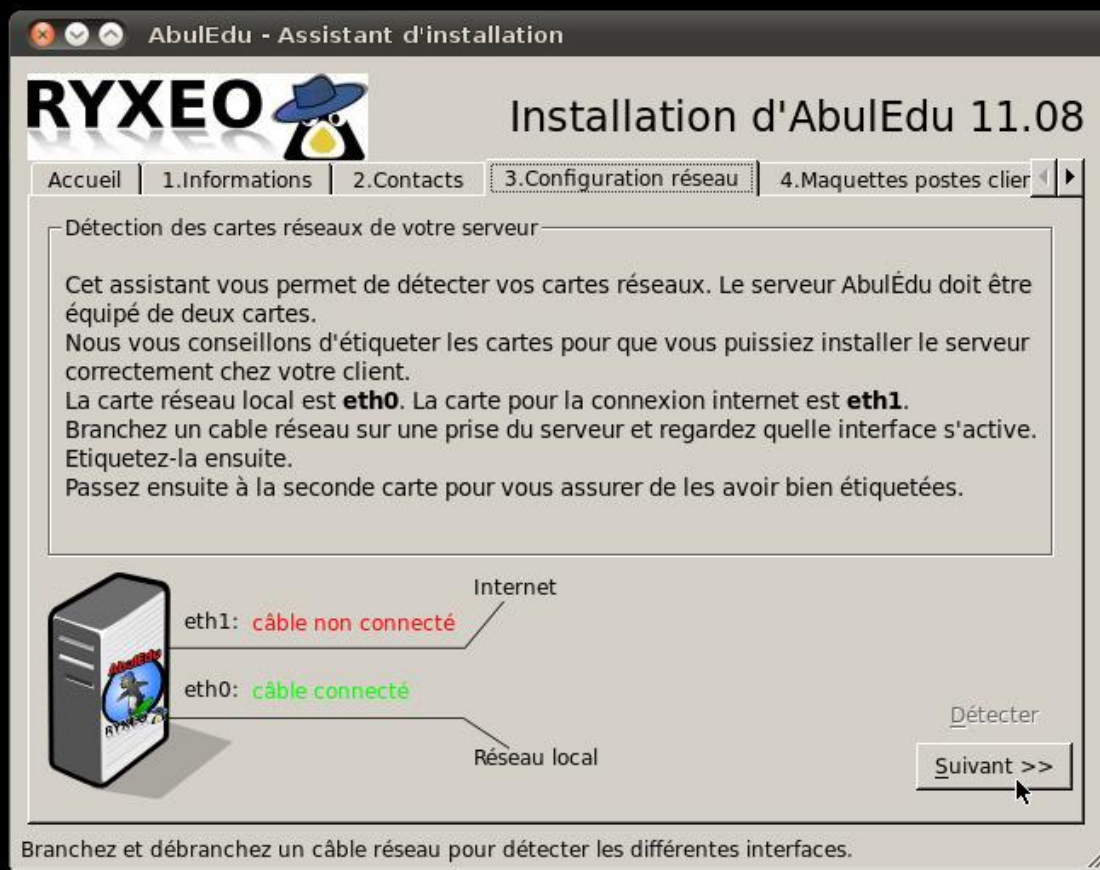 AbulEdu - Assistant d'installation
RYXEO
Installation d'AbulEdu 11.08
Accueil
1.Informations
2.Contacts
3.Configuration réseau
4.Maquettes postes clier
Détection des cartes réseaux de votre serveur
Cet assistant vous permet de détecter vos cartes réseaux. Le serveur AbulÉdu doit être
équipé de deux cartes.
Nous vous conseillons d'étiqueter les cartes pour que vous puissiez installer le serveur
correctement chez votre client.
La carte réseau local est eth0. La carte pour la connexion internet est eth1.
Branchez un cable réseau sur une prise du serveur et regardez quelle interface s'active.
Etiquetez-la ensuite.
Passez ensuite à la seconde carte pour vous assurer de les avoir bien étiquetées.
Internet
eth1: câble non connecté
AbulEdu
eth0: câble connecté
RYXEO
Réseau local
Détecter
Suivant >>
Branchez et débranchez un câble réseau pour détecter les différentes interfaces.